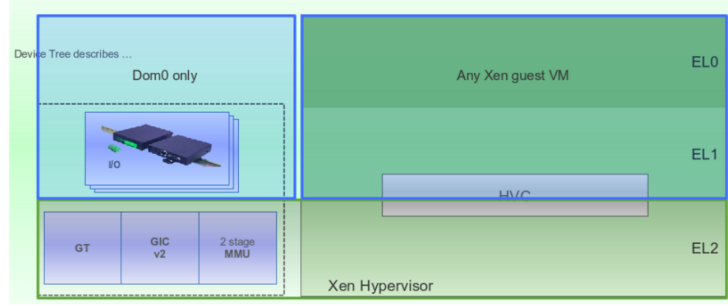 Device Tree describes …
Dom0 only
Any Xen guest VM
EL0
I/O
EL1
HVC
GT
GIC
v2
2 stage
MMU
EL2
Xen Hypervisor